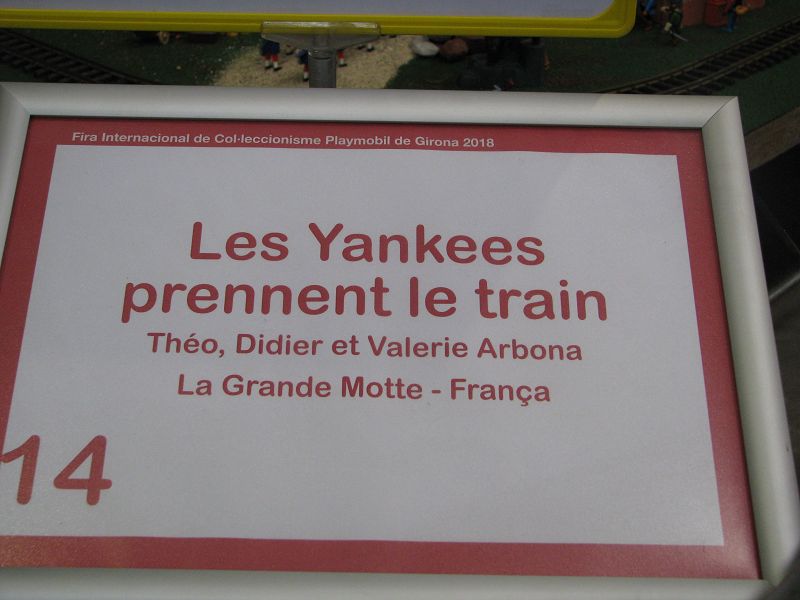 Fira Internacional de Col·leccionisme Playmobil de Girona 2018
Les Yankees
prennent le train
Théo, Didier et Valerie Arbona
La Grande Motte - França
14